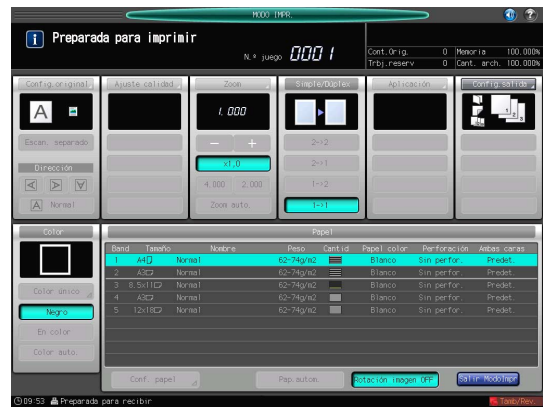 MODO IMPR.
Preparada para imprimir
N.º juego 0001
Cont.Orig. 0 Memoria 100.000%
Trbj.reserv 0 Cant. arch. 100.000%
Config.original Ajuste calidad Zoom Simple/Dúplex Aplicación Config.salida
A 1.000 1 2
Escan. separado − + 2->2
Dirección x1.0 2->1
4.000 2.000 1->2
A Normal Zoom auto. 1->1
Color Papel
Band Tamaño Nombre Peso Cantid Papel color Perforación Ambas caras
1 A4 Normal 62-74g/m2 Blanco Sin perfor. Predet.
2 A3 Normal 62-74g/m2 Blanco Sin perfor. Predet.
3 8.5x11 Normal 62-74g/m2 Blanco Sin perfor. Predet.
4 A3 Normal 62-74g/m2 Blanco Sin perfor. Predet.
5 12x18 Normal 62-74g/m2 Blanco Sin perfor. Predet.
Color único
Negro
En color
Color auto.
Conf. papel Pap.autom. Rotación imagen OFF Salir ModoImpr
09:53 Preparada para recibir Tamb/Rev.